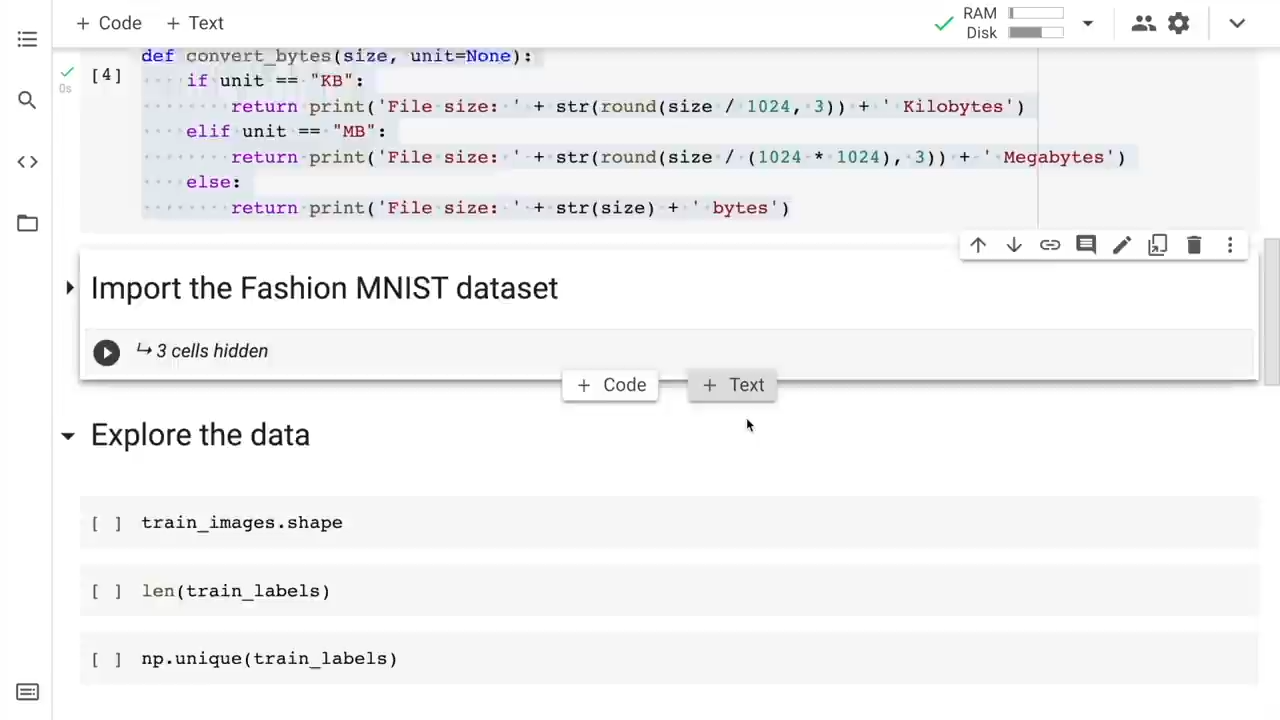 + Code + Text
RAM
Disk
def convert_bytes(size, unit=None):
0s
[4]
if unit == "KB":
return print('File size: ' + str(round(size / 1024, 3)) + ' Kilobytes')
elif unit == "MB":
return print('File size: ' + str(round(size / (1024 * 1024), 3)) + ' Megabytes')
else:
return print('File size: ' + str(size) + ' bytes')
Import the Fashion MNIST dataset
3 cells hidden
+ Code + Text
Explore the data
[ ] train_images.shape
[ ] len(train_labels)
[ ] np.unique(train_labels)